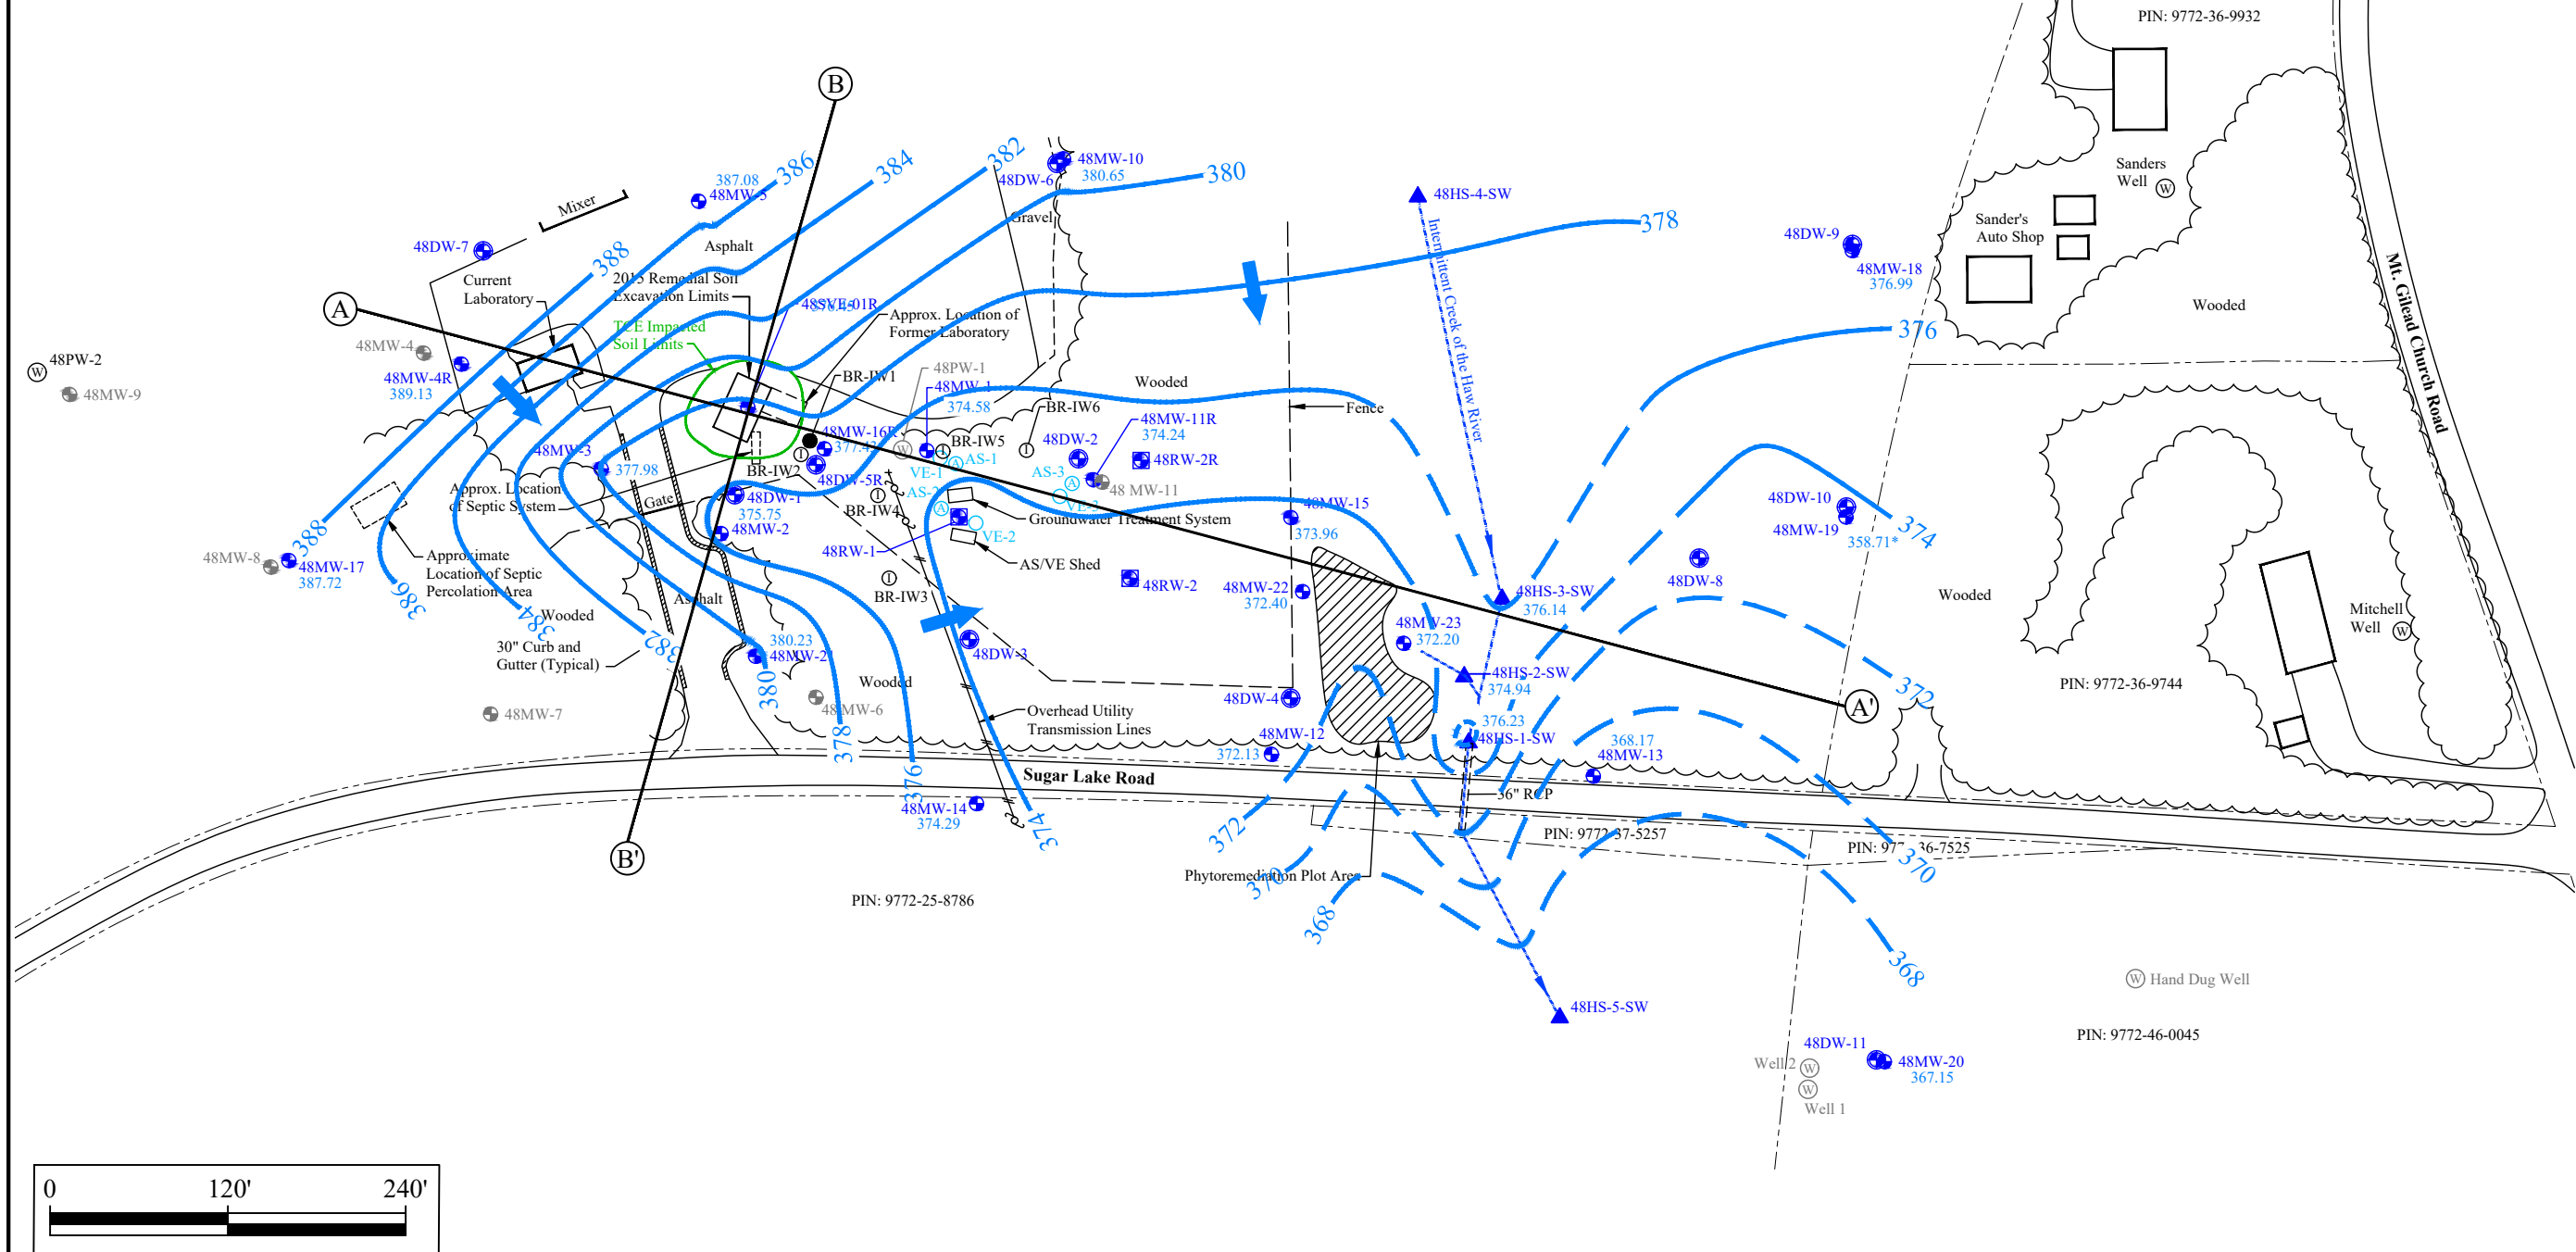 PIN: 9772-36-9932
B
386
384
382
48MW-10
380.65
48DW-6
380
387.08
48MW-5
Mixer
Asphalt
Gravel
48HS-4-SW
378
Sanders
Well
W
Sander's
Auto Shop
48DW-9
48MW-18
376.99
Wooded
Mt. Gilead Church Road
48DW-7
388
Current
Laboratory
2015 Remedial Soil
Excavation Limits
48SVE-01R
Approx. Location of
Former Laboratory
TCE Impacted
Soil Limits
Intermittent Creek of the Haw River
A
376
48PW-2
W
48MW-4
48MW-4R
389.13
48MW-9
BR-IW1
48PW-1
W
48MW-1
374.58
BR-IW6
I
Wooded
Fence
48MW-11R
374.24
48MW-16R
BR-IW5
I
48DW-2
48RW-2R
48MW-3
377.98
BR-IW2
I
VE-1
A
AS-1
AS-3
A
48 MW-11
VE-3
48DW-5R
Approx. Location
of Septic System
Gate
48DW-1
375.75
48MW-2
BR-IW4
I
AS-2
A
Groundwater Treatment System
VE-2
48RW-1
AS/VE Shed
48MW-15
373.96
48DW-10
48MW-19
358.71*
374
388
48MW-8
48MW-17
387.72
Approximate
Location of Septic
Percolation Area
386
384
Wooded
382
30" Curb and
Gutter (Typical)
Asphalt
I
BR-IW3
48RW-2
48MW-22
372.40
48HS-3-SW
376.14
48DW-8
Wooded
Mitchell
Well
W
380.23
48MW-21
380
48DW-3
48MW-23
372.20
48HS-2-SW
374.94
372
A'
PIN: 9772-36-9744
48MW-7
48MW-6
Wooded
48DW-4
Overhead Utility
Transmission Lines
376.23
48HS-1-SW
48MW-12
372.13
368.17
48MW-13
378
376
Sugar Lake Road
48MW-14
374.29
374
372
36" RCP
PIN: 9772-37-5257
370
B'
370
Phytoremediation Plot Area
368
PIN: 9772-25-8786
368
W
Hand Dug Well
48HS-5-SW
PIN: 9772-46-0045
48DW-11
48MW-20
367.15
Well 2
W
W
Well 1
0
120'
240'